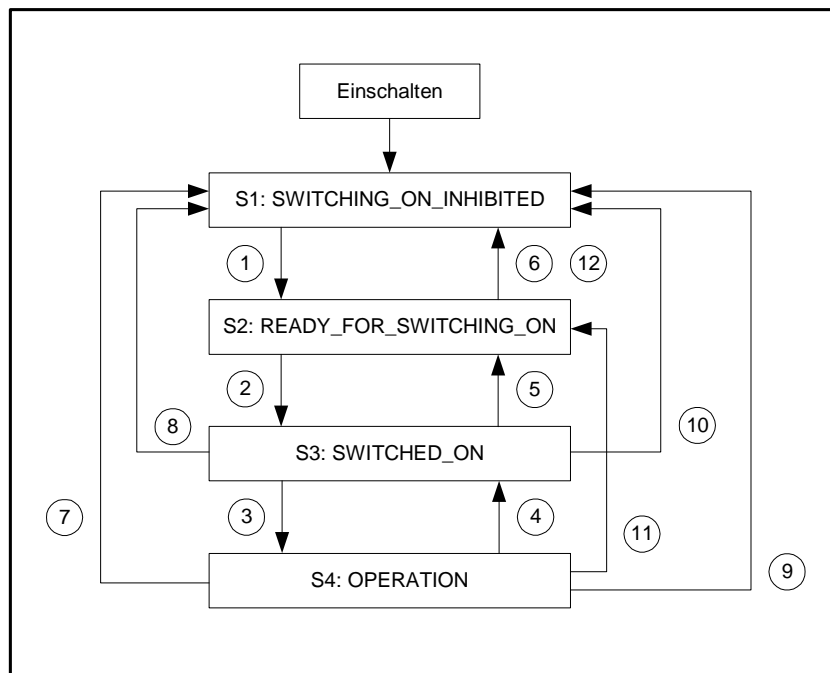 Einschalten
S1: SWITCHING_ON_INHIBITED
1
6
12
S2: READY_FOR_SWITCHING_ON
2
5
8
10
S3: SWITCHED_ON
7
3
4
11
9
S4: OPERATION